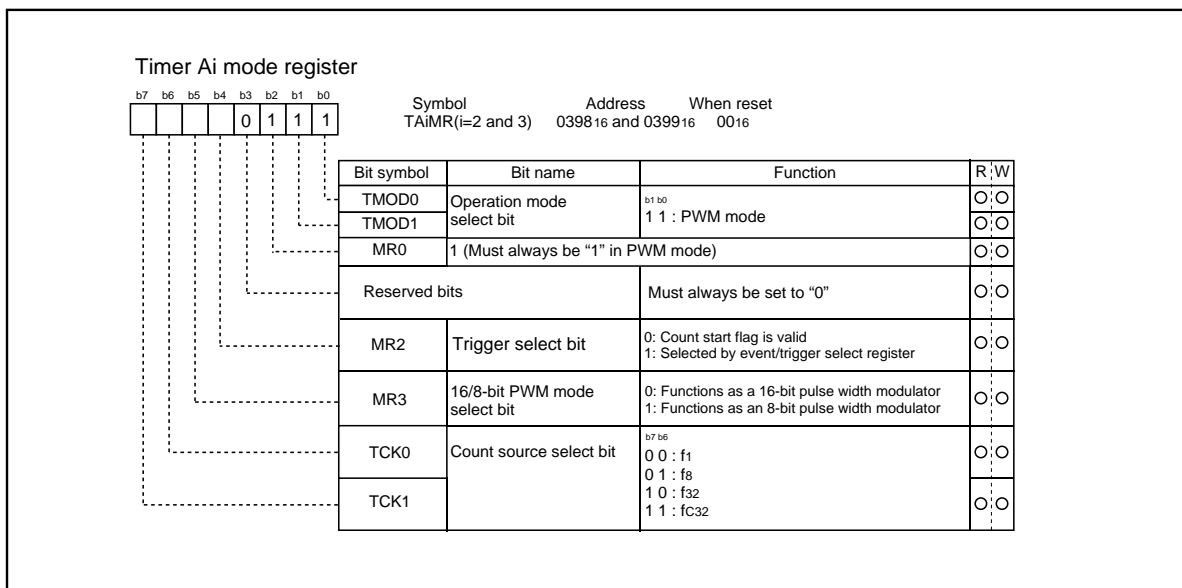 Timer Ai mode register
b7 b6 b5 b4 b3 b2 b1 b0
0 1 1 1
Symbol Address When reset
TAiMR(i=2 and 3) 039816 and 039916 0016
Bit symbol Bit name Function R W
TMOD0 Operation mode select bit b1 b0
1 1 : PWM mode
TMOD1
MR0 1 (Must always be “1” in PWM mode)
Reserved bits Must always be set to “0”
MR2 Trigger select bit 0: Count start flag is valid
1: Selected by event/trigger select register
MR3 16/8-bit PWM mode select bit 0: Functions as a 16-bit pulse width modulator
1: Functions as an 8-bit pulse width modulator
TCK0 Count source select bit b7 b6
0 0 : f1
0 1 : f8
TCK1 1 0 : f32
1 1 : fC32